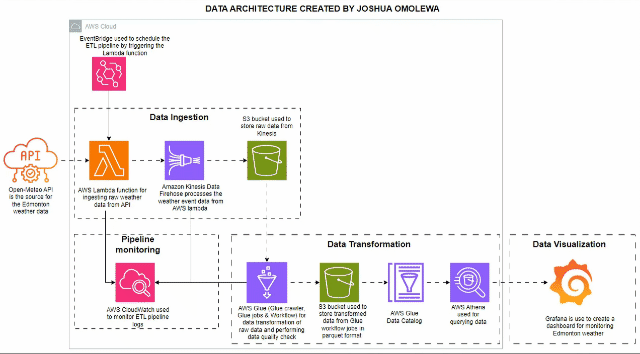 DATA ARCHITECTURE CREATED BY JOSHUA OMOLEWA
AWS Cloud
EventBridge used to schedule the
ETL pipeline by triggering the
Lambda function
Data Ingestion
S3 bucket used to
store raw data from
Kinesis
API
Open-Meteo API
is the source for
the Edmonton
weather data
AWS Lambda function for
ingesting raw weather
data from API
Amazon Kinesis Data
Firehose processes the
weather event data from
AWS lambda
Pipeline
monitoring
AWS CloudWatch used
to monitor ETL pipeline
logs
Data Transformation
AWS Glue (Glue crawler,
Glue jobs & Workflow) for
data transformation of
raw data and performing
data quality check
S3 bucket used to
store transformed
data from Glue
workflow jobs in
parquet format
AWS Glue
Data Catalog
AWS Athena
used for
querying data
Data Visualization
Grafana is use to create a
dashboard for monitoring
Edmonton weather